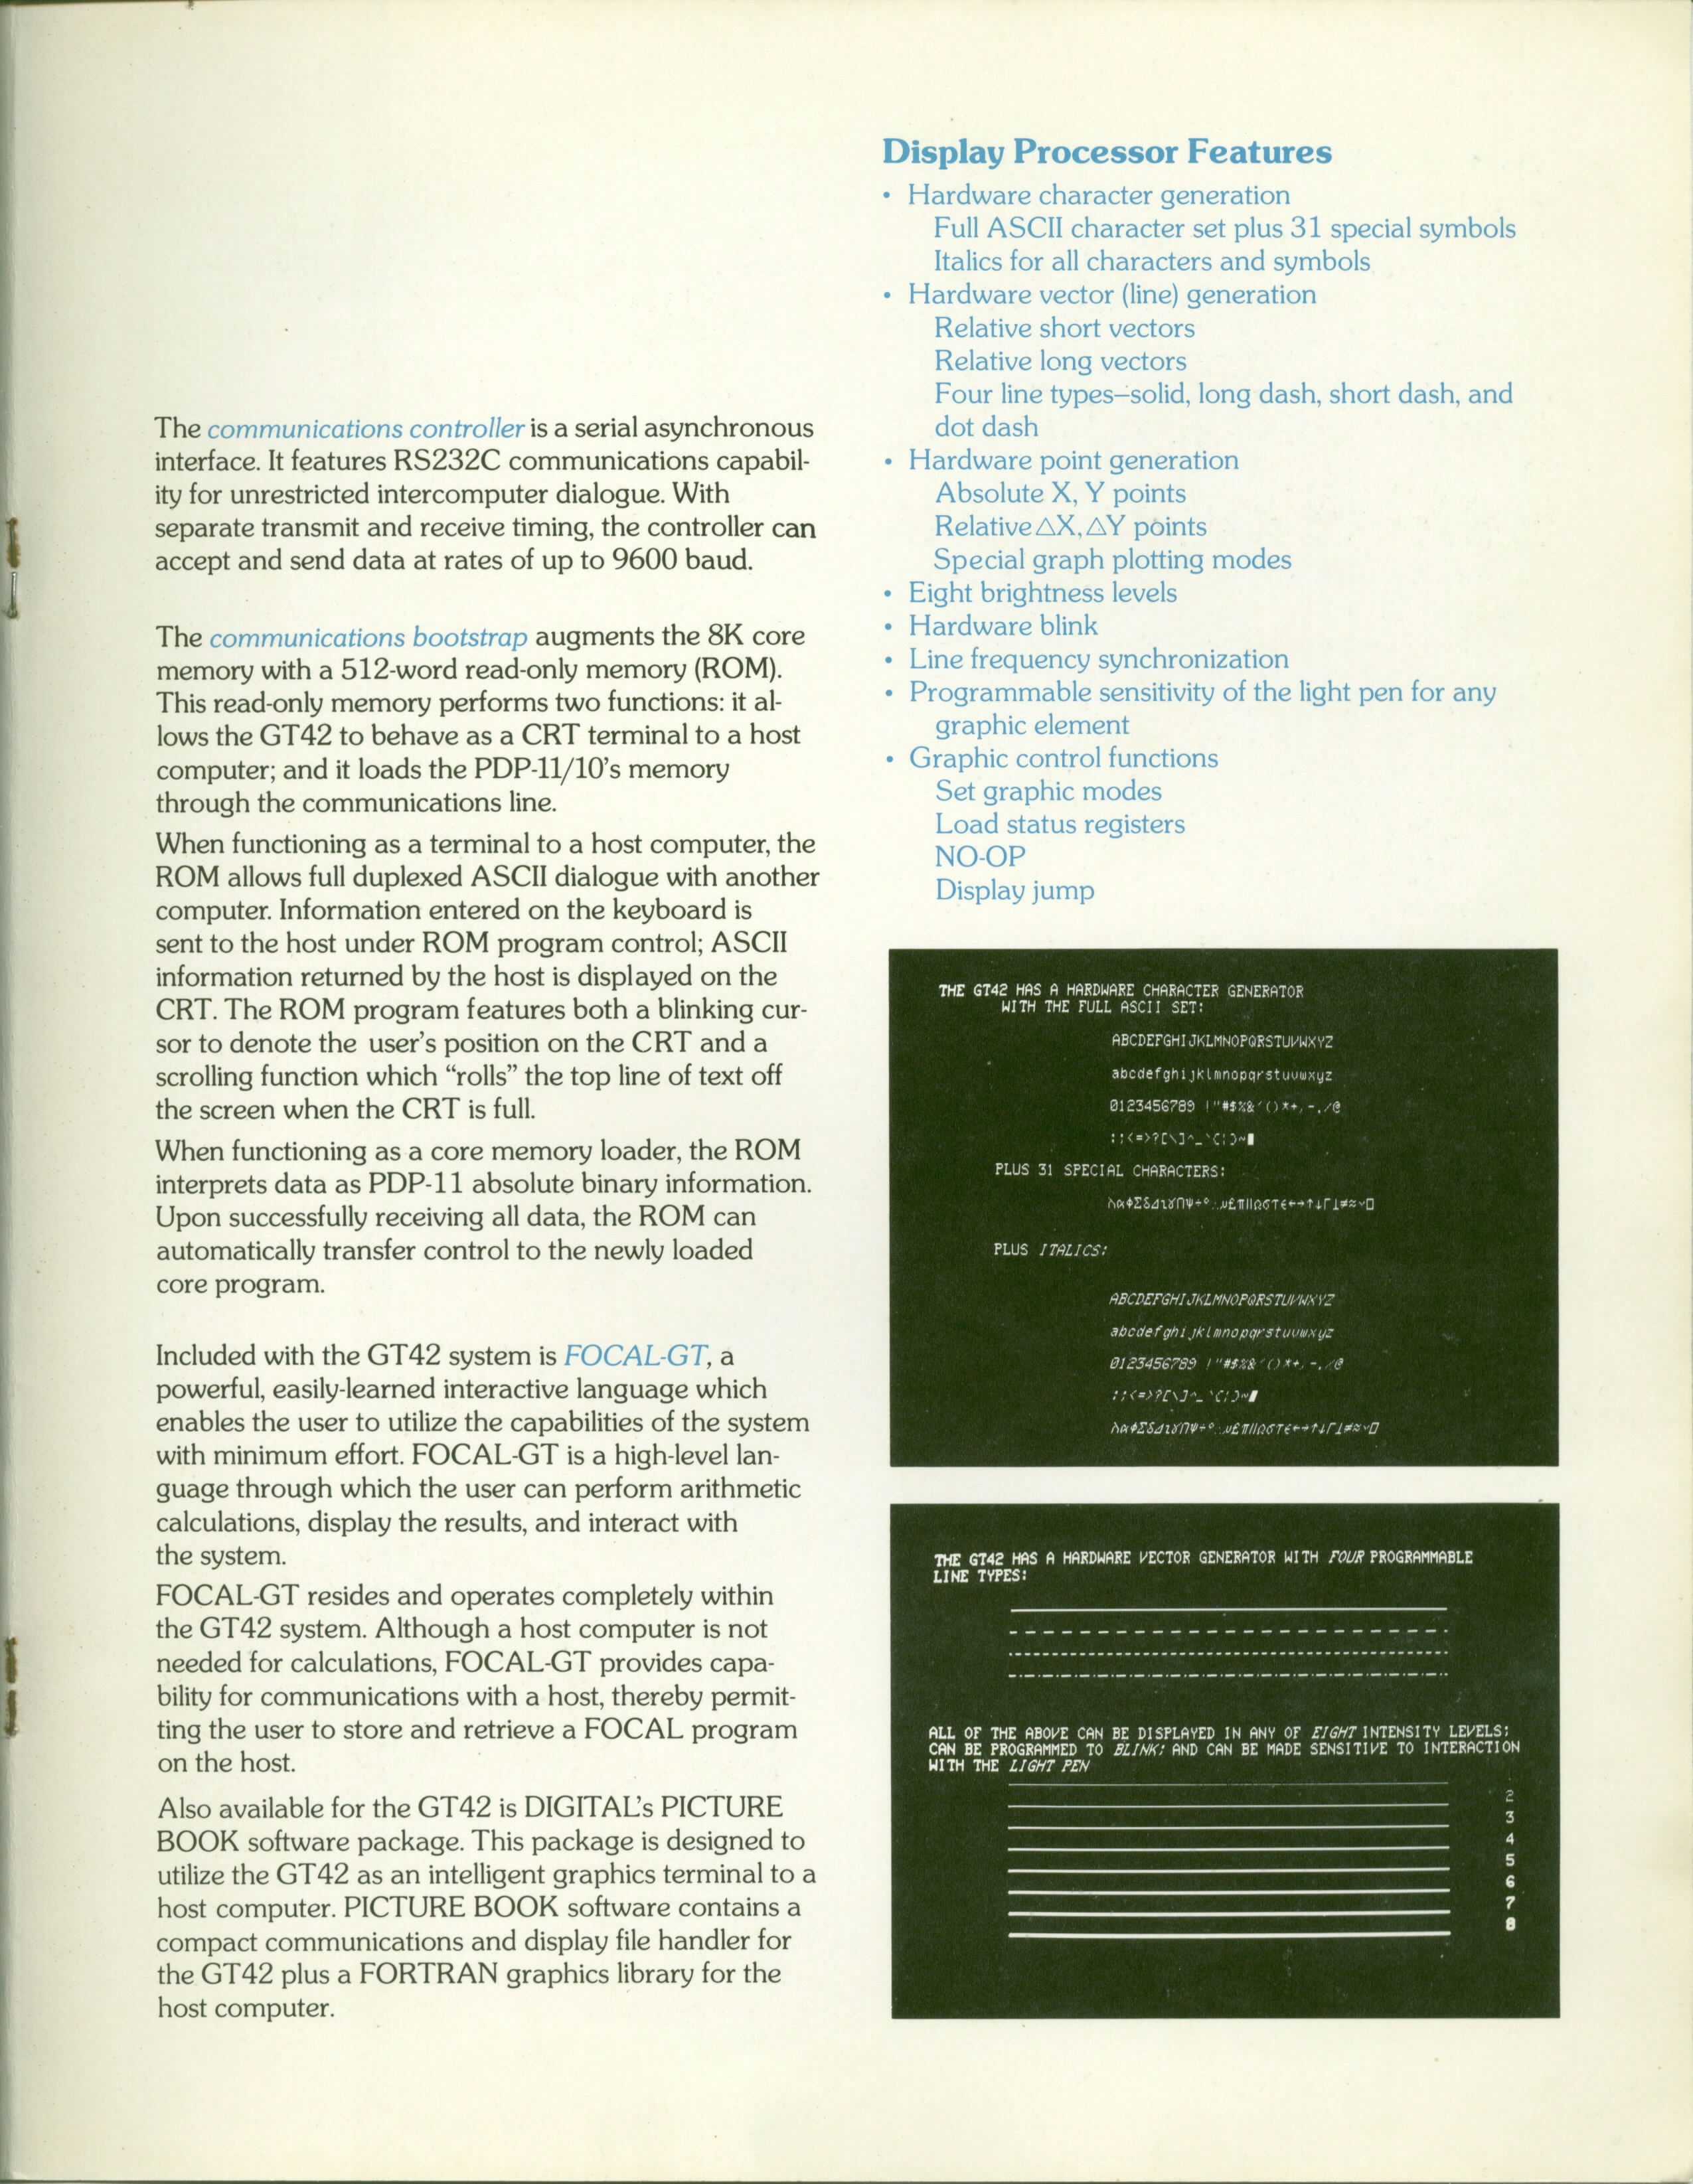 The communications controller is a serial asynchronous
interface. It features RS232C communications capabil-
ity for unrestricted intercomputer dialogue. With
separate transmit and receive timing, the controller can
accept and send data at rates of up to 9600 baud.
The communications bootstrap augments the 8K core
memory with a 512-word read-only memory (ROM).
This read-only memory performs two functions: it al-
lows the GT42 to behave as a CRT terminal to a host
computer; and it loads the PDP-11/10's memory
through the communications line.
When functioning as a terminal to a host computer, the
ROM allows full duplexed ASCII dialogue with another
computer. Information entered on the keyboard is
sent to the host under ROM program control; ASCII
information returned by the host is displayed on the
CRT. The ROM program features both a blinking cur-
sor to denote the user's position on the CRT and a
scrolling function which “rolls” the top line of text off
the screen when the CRT is full.
When functioning as a core memory loader, the ROM
interprets data as PDP-11 absolute binary information.
Upon successfully receiving all data, the ROM can
automatically transfer control to the newly loaded
core program.
Included with the GT42 system is FOCAL-GT, a
powerful, easily-learned interactive language which
enables the user to utilize the capabilities of the system
with minimum effort. FOCAL-GT is a high-level lan-
guage through which the user can perform arithmetic
calculations, display the results, and interact with
the system.
FOCAL-GT resides and operates completely within
the GT42 system. Although a host computer is not
needed for calculations, FOCAL-GT provides capa-
bility for communications with a host, thereby permit-
ting the user to store and retrieve a FOCAL program
on the host.
Also available for the GT42 is DIGITAL's PICTURE
BOOK software package. This package is designed to
utilize the GT42 as an intelligent graphics terminal to a
host computer. PICTURE BOOK software contains a
compact communications and display file handler for
the GT42 plus a FORTRAN graphics library for the
host computer.
Display Processor Features
• Hardware character generation
Full ASCII character set plus 31 special symbols
Italics for all characters and symbols
• Hardware vector (line) generation
Relative short vectors
Relative long vectors
Four line types—solid, long dash, short dash, and
dot dash
• Hardware point generation
Absolute X, Y points
Relative △X, △Y points
Special graph plotting modes
• Eight brightness levels
• Hardware blink
• Line frequency synchronization
• Programmable sensitivity of the light pen for any
graphic element
• Graphic control functions
Set graphic modes
Load status registers
NO-OP
Display jump
THE GT42 HAS A HARDWARE CHARACTER GENERATOR
WITH THE FULL ASCII SET:
ABCDEFGHIJKLMNOPQRSTUVWXYZ
abcdefghijklmnopqrstuvwxyz
0123456789 !"#$%&'()*+,-./@
:;<=>?[\]^_`{|}~▮
PLUS 31 SPECIAL CHARACTERS:
PLUS ITALICS:
ABCDEFGHIJKLMNOPQRSTUVWXYZ
abcdefghijklmnopqrstuvwxyz
0123456789 !"#$%&'()*+,-./@
:;<=>?[\]^_`{|}~▮
THE GT42 HAS A HARDWARE VECTOR GENERATOR WITH FOUR PROGRAMMABLE
LINE TYPES:
ALL OF THE ABOVE CAN BE DISPLAYED IN ANY OF EIGHT INTENSITY LEVELS;
CAN BE PROGRAMMED TO BLINK; AND CAN BE MADE SENSITIVE TO INTERACTION
WITH THE LIGHT PEN
2
3
4
5
6
7
8